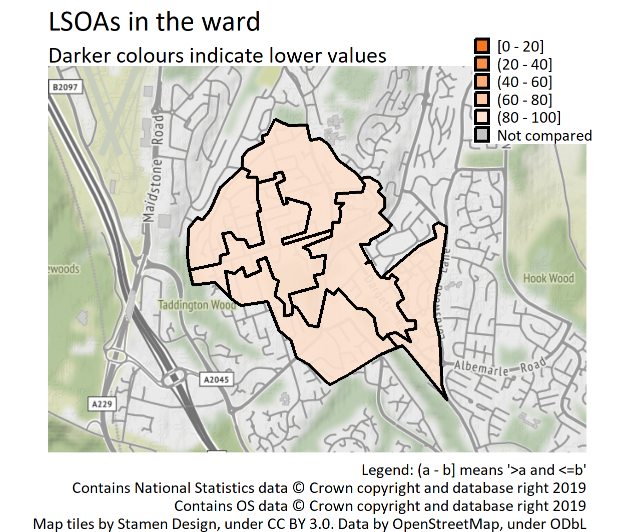 LSOAs in the ward
Darker colours indicate lower values
[0 - 20]
(20 - 40]
(40 - 60]
(60 - 80]
(80 - 100]
Not compared
B2097
Maidstone Road
ewoods
Taddington Wood
Lane
Hook Wood
Albemarle Road
A2045
A229
Legend: (a - b] means '>a and <=b'
Contains National Statistics data © Crown copyright and database right 2019
Contains OS data © Crown copyright and database right 2019
Map tiles by Stamen Design, under CC BY 3.0. Data by OpenStreetMap, under ODbL